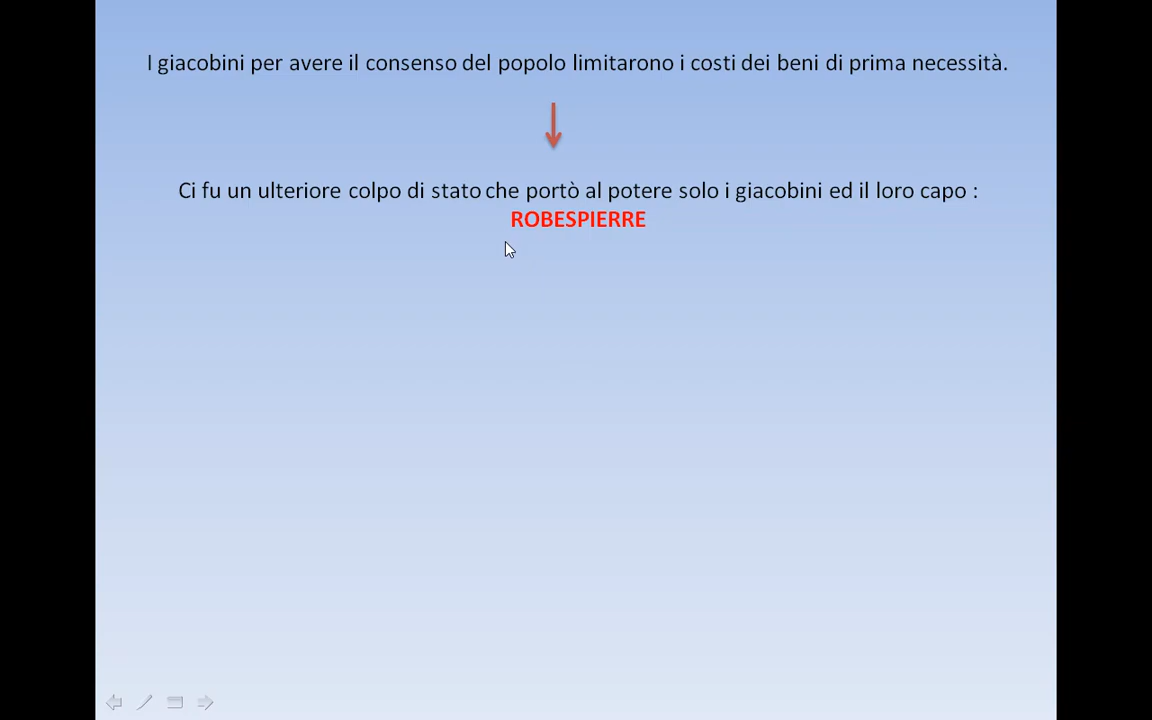 I giacobini per avere il consenso del popolo limitarono i costi dei beni di prima necessità.
Ci fu un ulteriore colpo di stato che portò al potere solo i giacobini ed il loro capo :
ROBESPIERRE